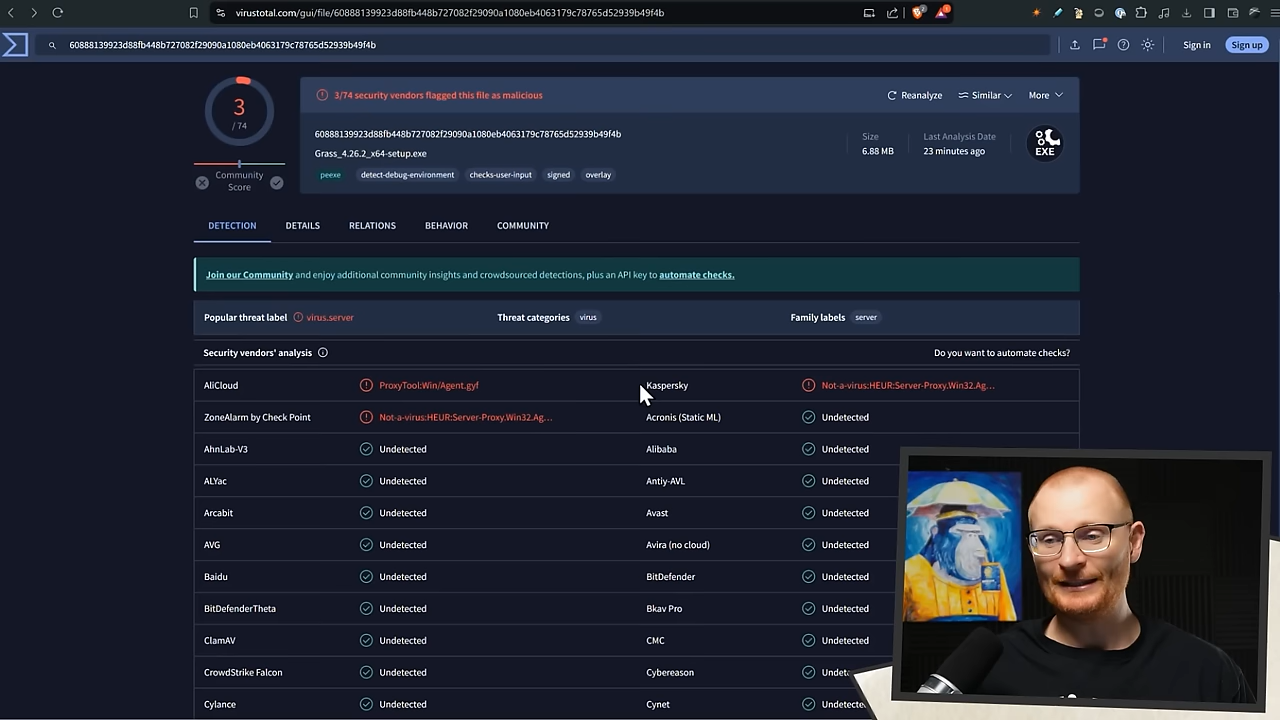 virustotal.com/gui/file/60888139923d88fb448b727082f29090a1080eb4063179c78765d52939b49f4b
60888139923d88fb448b727082f29090a1080eb4063179c78765d52939b49f4b
Sign in
Sign up
3
/ 74
Community
Score
3/74 security vendors flagged this file as malicious
Reanalyze
Similar
More
60888139923d88fb448b727082f29090a1080eb4063179c78765d52939b49f4b
Grass_4.26.2_x64-setup.exe
Size
6.88 MB
Last Analysis Date
23 minutes ago
EXE
peexe
detect-debug-environment
checks-user-input
signed
overlay
DETECTION
DETAILS
RELATIONS
BEHAVIOR
COMMUNITY
Join our Community and enjoy additional community insights and crowdsourced detections, plus an API key to automate checks.
Popular threat label
virus.server
Threat categories
virus
Family labels
server
Security vendors' analysis
Do you want to automate checks?
AliCloud
ProxyTool:Win/Agent.gyf
Kaspersky
Not-a-virus:HEUR:Server-Proxy.Win32.Ag...
ZoneAlarm by Check Point
Not-a-virus:HEUR:Server-Proxy.Win32.Ag...
Acronis (Static ML)
Undetected
AhnLab-V3
Undetected
Alibaba
Undetected
ALYac
Undetected
Antiy-AVL
Undetected
Arcabit
Undetected
Avast
Undetected
AVG
Undetected
Avira (no cloud)
Undetected
Baidu
Undetected
BitDefender
Undetected
BitDefenderTheta
Undetected
Bkav Pro
Undetected
ClamAV
Undetected
CMC
Undetected
CrowdStrike Falcon
Undetected
Cybereason
Cylance
Undetected
Cynet